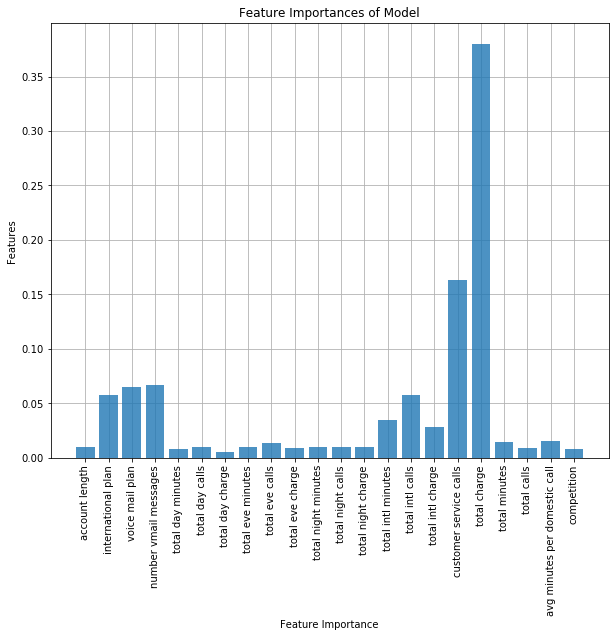 Feature Importances of Model
Features
0.35
0.30
0.25
0.20
0.15
0.10
0.05
0.00
account length
international plan
voice mail plan
number vmail messages
total day minutes
total day calls
total day charge
total eve minutes
total eve calls
total eve charge
total night minutes
total night calls
total night charge
total intl minutes
total intl calls
total intl charge
customer service calls
total charge
total minutes
total calls
avg minutes per domestic call
competition
Feature Importance